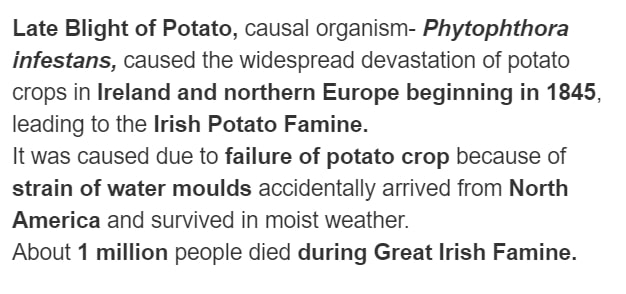 Late Blight of Potato, causal organism- Phytophthora
infestans, caused the widespread devastation of potato
crops in Ireland and northern Europe beginning in 1845,
leading to the Irish Potato Famine.
It was caused due to failure of potato crop because of
strain of water moulds accidentally arrived from North
America and survived in moist weather.
About 1 million people died during Great Irish Famine.